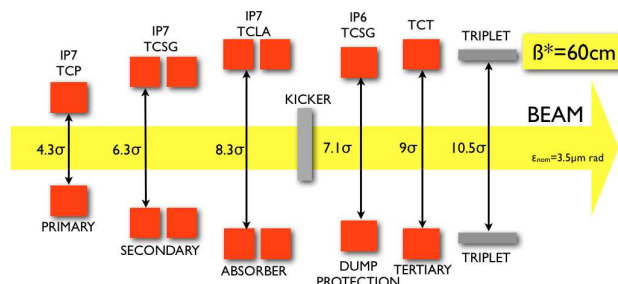 IP7
TCP
IP7
TCSG
IP7
TCLA
IP6
TCSG
TCT
TRIPLET
ß*=60cm
KICKER
BEAM
4.3σ
6.3σ
8.3σ
7.1σ
9σ
10.5σ
εnom=3.5µm rad
PRIMARY
SECONDARY
ABSORBER
DUMP
PROTECTION
TERTIARY
TRIPLET